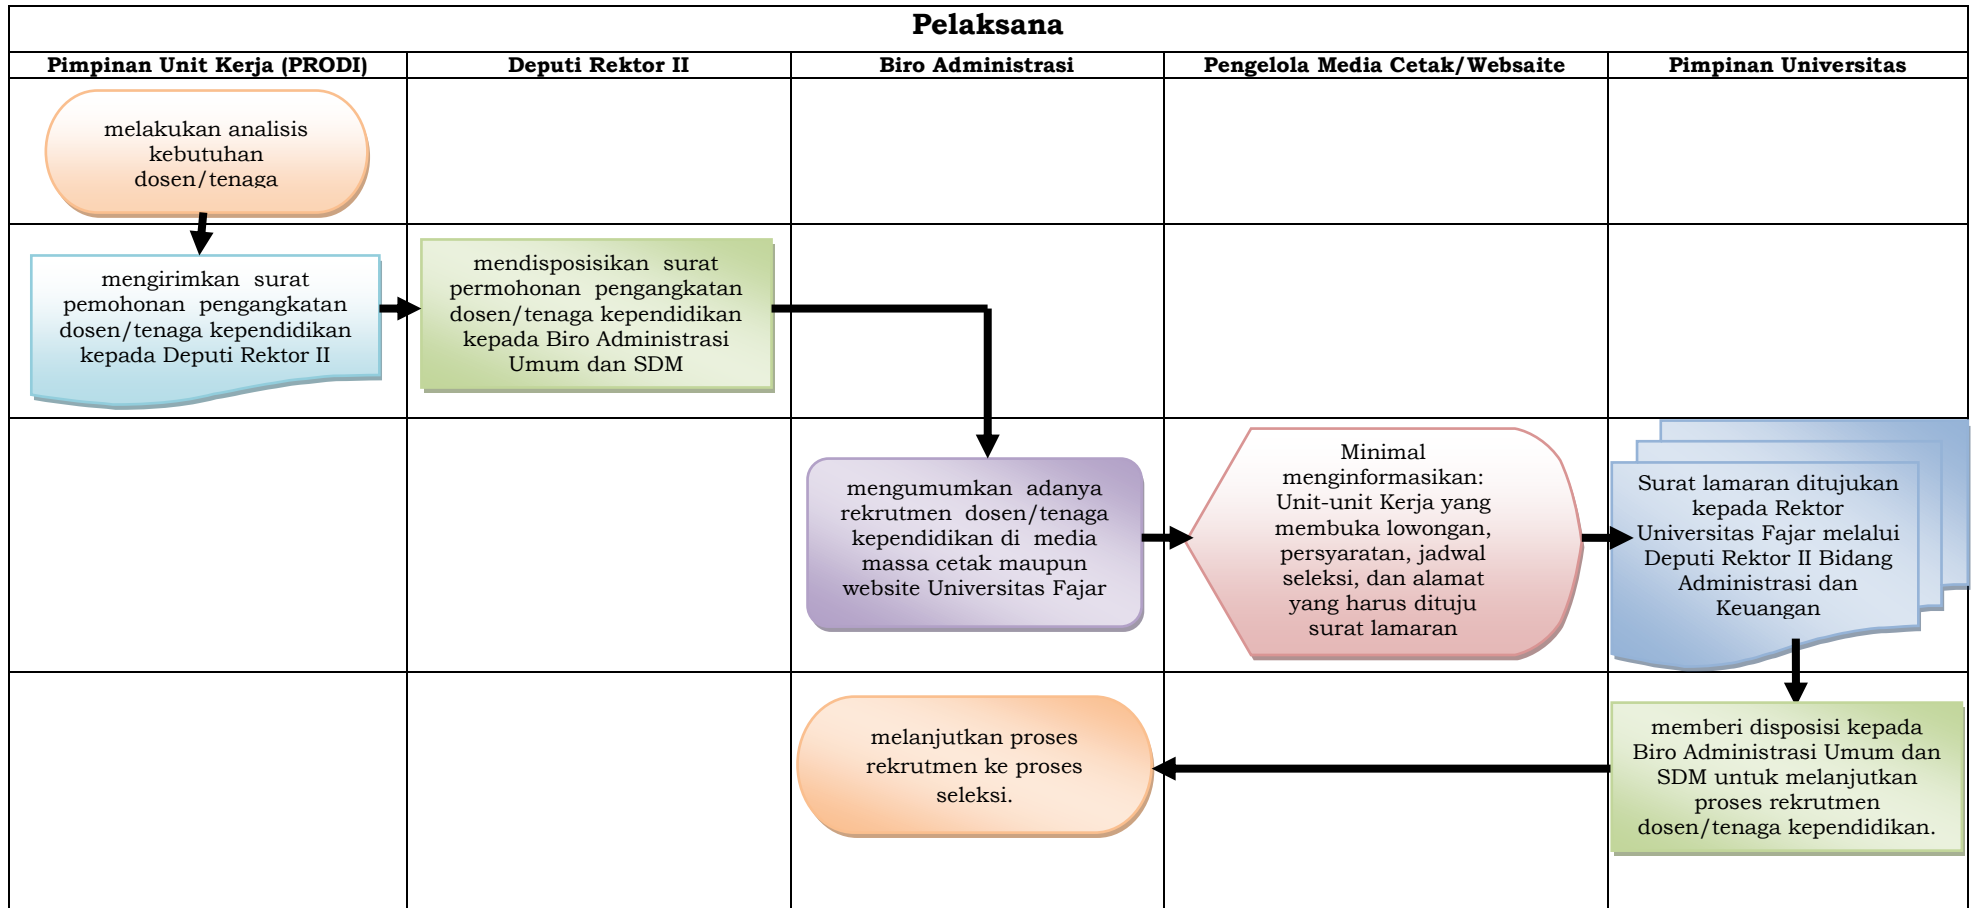 Pelaksana
Pimpinan Unit Kerja (PRODI)
Deputi Rektor II
Biro Administrasi
Pengelola Media Cetak/Websaite
Pimpinan Universitas
melakukan analisis
kebutuhan
dosen/tenaga
mengirimkan surat
pemohonan pengangkatan
dosen/tenaga kependidikan
kepada Deputi Rektor II
mendisposisikan surat
permohonan pengangkatan
dosen/tenaga kependidikan
kepada Biro Administrasi
Umum dan SDM
mengumumkan adanya
rekrutmen dosen/tenaga
kependidikan di media
massa cetak maupun
website Universitas Fajar
Minimal
menginformasikan:
Unit-unit Kerja yang
membuka lowongan,
persyaratan, jadwal
seleksi, dan alamat
yang harus dituju
surat lamaran
Surat lamaran ditujukan
kepada Rektor
Universitas Fajar melalui
Deputi Rektor II Bidang
Administrasi dan
Keuangan
melanjutkan proses
rekrutmen ke proses
seleksi.
memberi disposisi kepada
Biro Administrasi Umum dan
SDM untuk melanjutkan
proses rekrutmen
dosen/tenaga kependidikan.